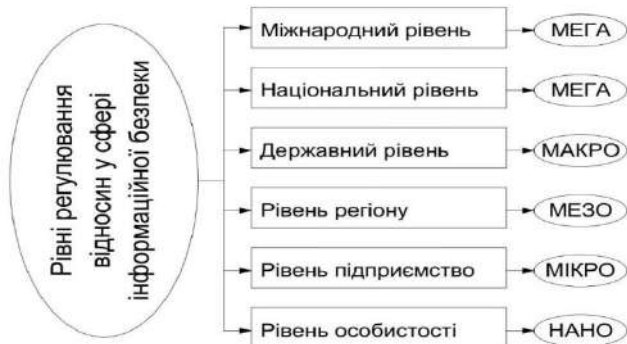 Рівні регулювання
відносин у сфері
інформаційної безпеки
Міжнародний рівень
МЕГА
Національний рівень
МЕГА
Державний рівень
МАКРО
Рівень регіону
МЕЗО
Рівень підприємство
МІКРО
Рівень особистості
НАНО